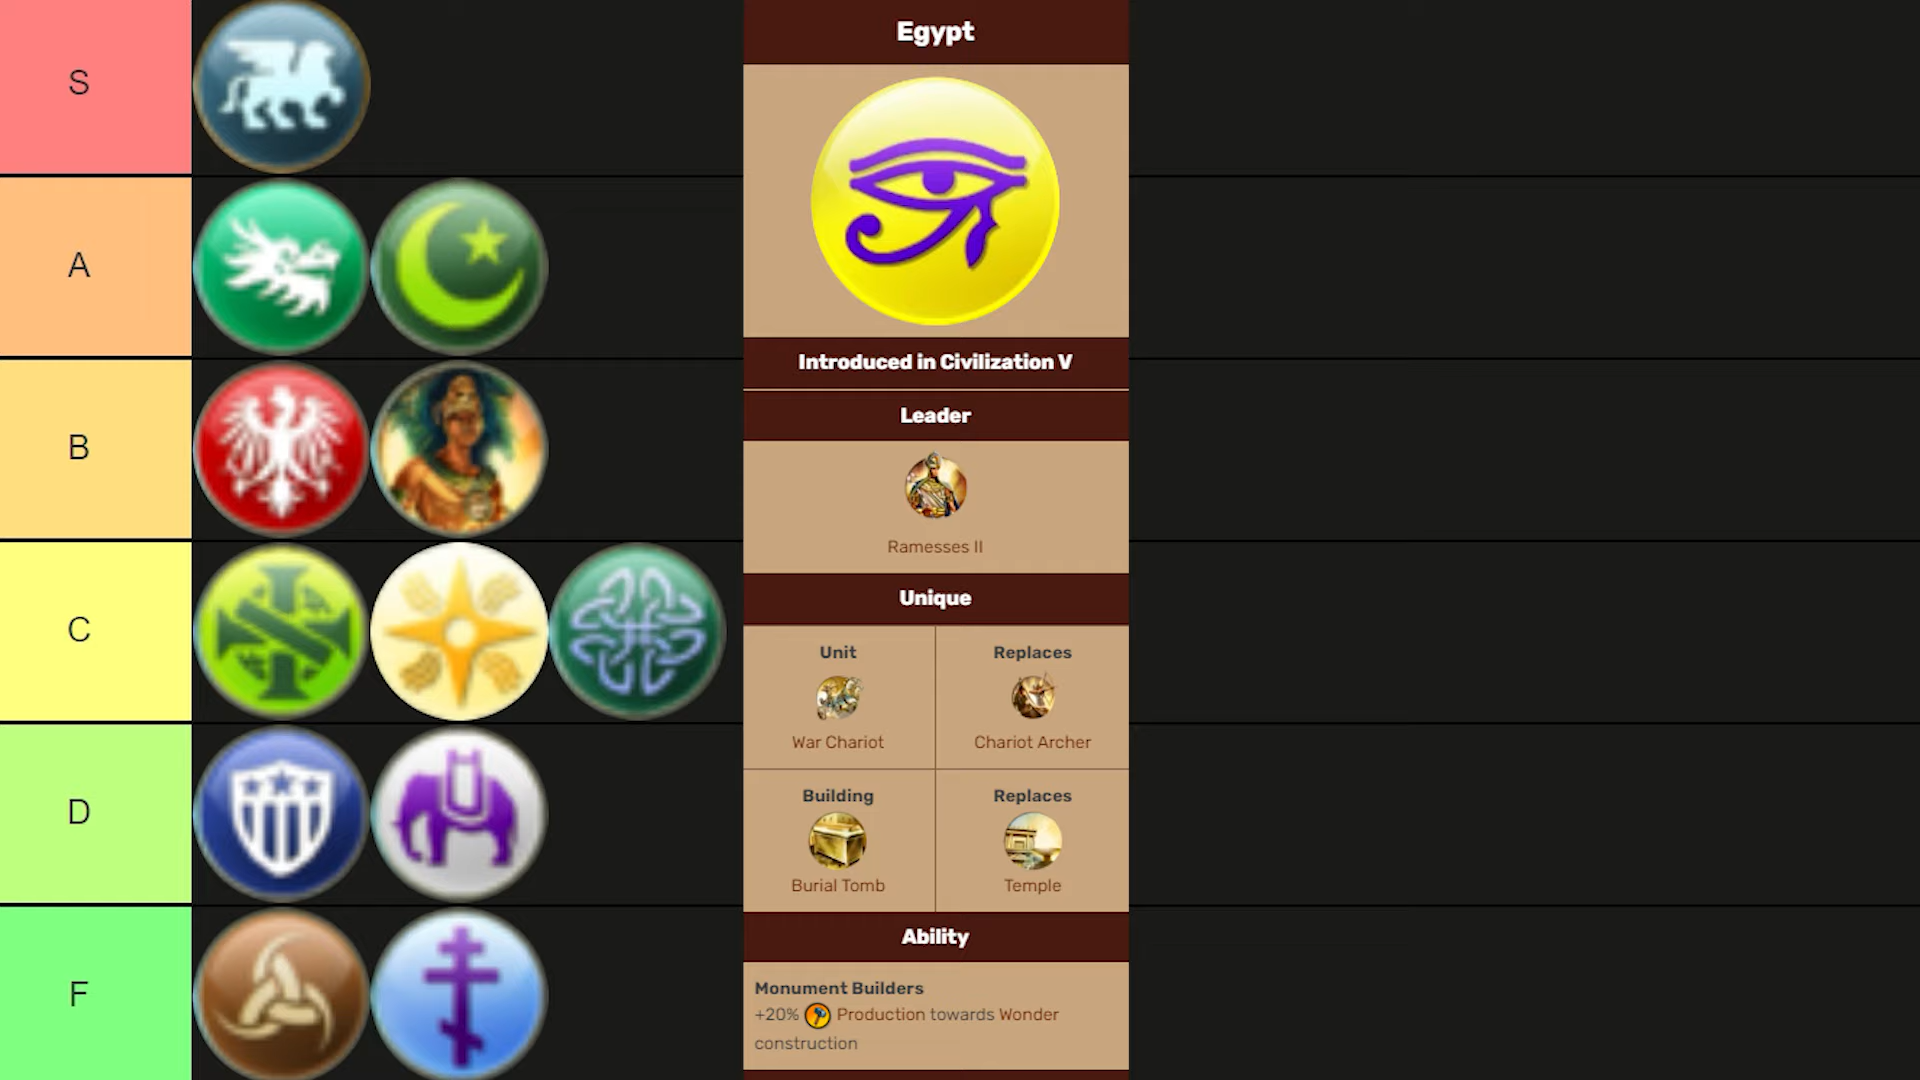 S
A
B
C
D
F
Egypt
Introduced in Civilization V
Leader
Ramesses II
Unique
Unit
Replaces
War Chariot
Chariot Archer
Building
Replaces
Burial Tomb
Temple
Ability
Monument Builders
+20% Production towards Wonder
construction